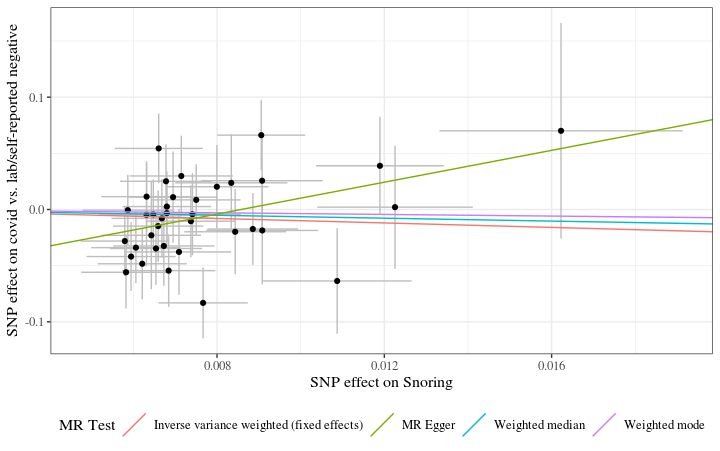 SNP effect on covid vs. lab/self-reported negative
0.1
0.0
-0.1
0.008 0.012 0.016
SNP effect on Snoring
MR Test Inverse variance weighted (fixed effects) MR Egger Weighted median Weighted mode